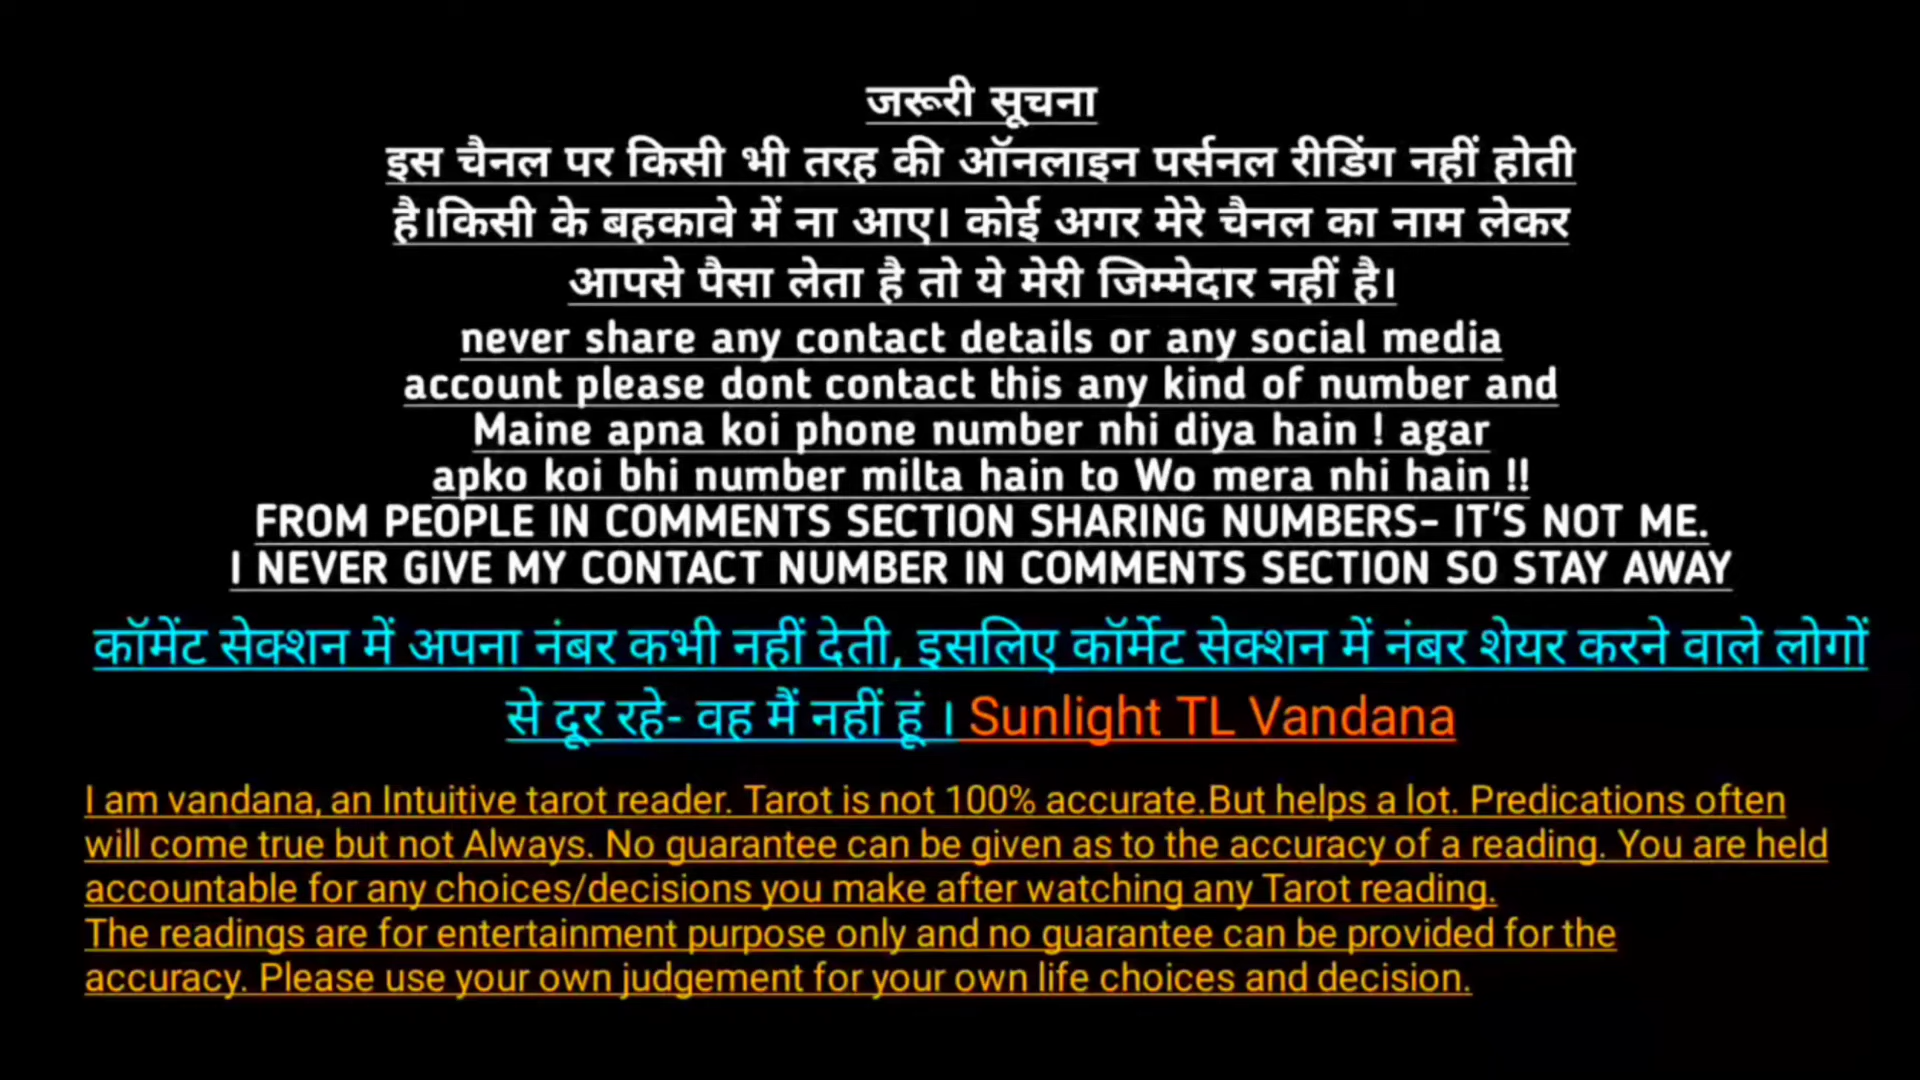 जरूरी सूचना
इस चैनल पर किसी भी तरह की ऑनलाइन पर्सनल रीडिंग नहीं होती
है।किसी के बहकावे में ना आए। कोई अगर मेरे चैनल का नाम लेकर
आपसे पैसा लेता है तो ये मेरी जिम्मेदार नहीं है।
never share any contact details or any social media
account please dont contact this any kind of number and
Maine apna koi phone number nhi diya hain ! agar
apko koi bhi number milta hain to Wo mera nhi hain !!
FROM PEOPLE IN COMMENTS SECTION SHARING NUMBERS- IT'S NOT ME.
I NEVER GIVE MY CONTACT NUMBER IN COMMENTS SECTION SO STAY AWAY
कॉमेंट सेक्शन में अपना नंबर कभी नहीं देती, इसलिए कॉर्मेट सेक्शन में नंबर शेयर करने वाले लोगों
से दूर रहे- वह मैं नहीं हूं । Sunlight TL Vandana
I am vandana, an Intuitive tarot reader. Tarot is not 100% accurate.But helps a lot. Predications often
will come true but not Always. No guarantee can be given as to the accuracy of a reading. You are held
accountable for any choices/decisions you make after watching any Tarot reading.
The readings are for entertainment purpose only and no guarantee can be provided for the
accuracy. Please use your own judgement for your own life choices and decision.